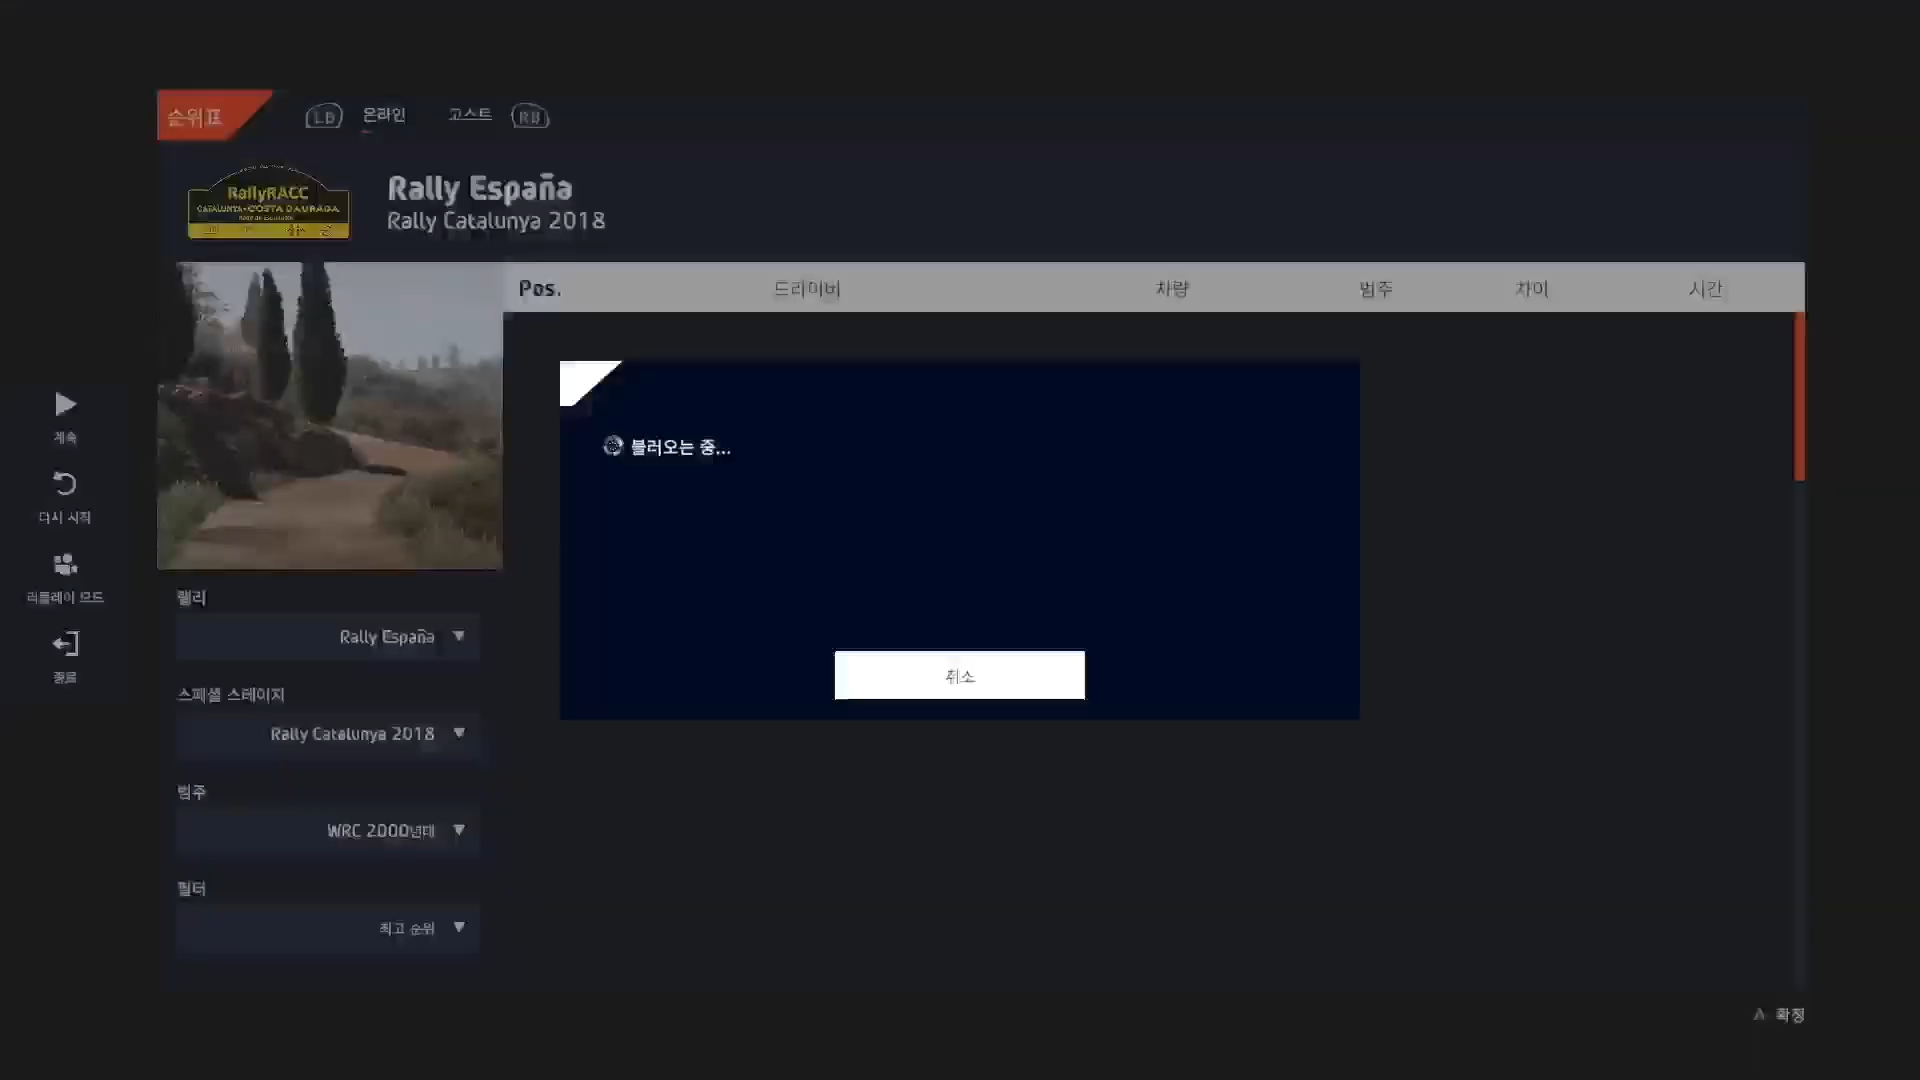 순위표
LB 온라인 고스트 RB
RallyRACC
CATALUNYA-COSTA DAURADA
Rally España
Rally Catalunya 2018
Pos. 드라이버 차량 범주 차이 시간
계속
다시 시작
리플레이 모드
종료
불러오는 중...
취소
랠리
Rally España
스페셜 스테이지
Rally Catalunya 2018
범주
WRC 2000년대
필터
최고 순위
A 확정